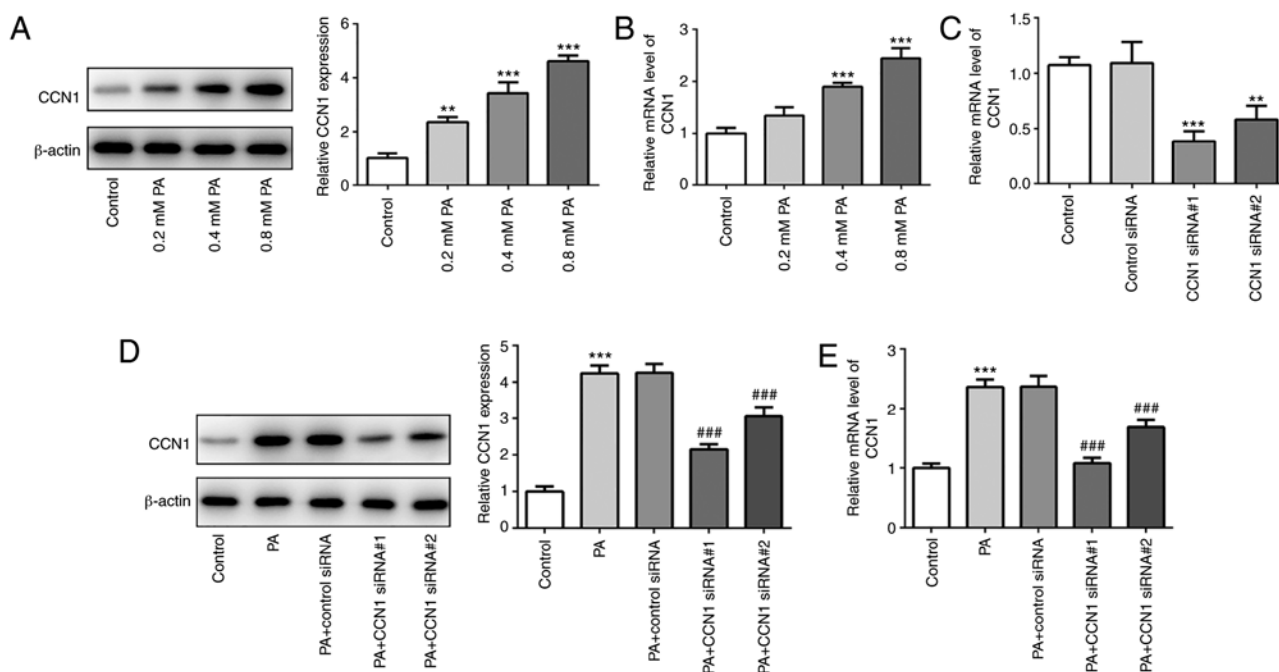 A
CCN1
β-actin
Control
0.2 mM PA
0.4 mM PA
0.8 mM PA
Relative CCN1 expression
6
4
2
0
**
***
***
Control
0.2 mM PA
0.4 mM PA
0.8 mM PA
B
Relative mRNA level of
CCN1
3
2
1
0
***
***
Control
0.2 mM PA
0.4 mM PA
0.8 mM PA
C
Relative mRNA level of
CCN1
1.5
1.0
0.5
0.0
***
**
Control
Control siRNA
CCN1 siRNA#1
CCN1 siRNA#2
D
CCN1
β-actin
Control
PA
PA+control siRNA
PA+CCN1 siRNA#1
PA+CCN1 siRNA#2
Relative CCN1 expression
5
4
3
2
1
0
***
###
###
Control
PA
PA+control siRNA
PA+CCN1 siRNA#1
PA+CCN1 siRNA#2
E
Relative mRNA level of
CCN1
3
2
1
0
***
###
###
Control
PA
PA+control siRNA
PA+CCN1 siRNA#1
PA+CCN1 siRNA#2